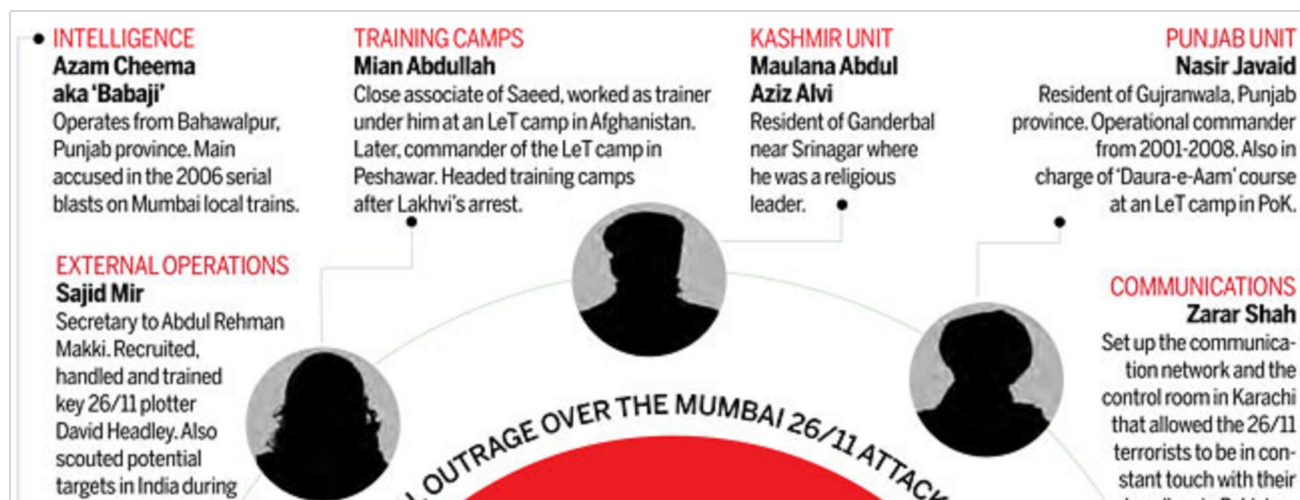 INTELLIGENCE
Azam Cheema
aka ‘Babaji’
Operates from Bahawalpur,
Punjab province. Main
accused in the 2006 serial
blasts on Mumbai local trains.
TRAINING CAMPS
Mian Abdullah
Close associate of Saeed, worked as trainer
under him at an LeT camp in Afghanistan.
Later, commander of the LeT camp in
Peshawar. Headed training camps
after Lakhvi’s arrest.
KASHMIR UNIT
Maulana Abdul
Aziz Alvi
Resident of Ganderbal
near Srinagar where
he was a religious
leader.
PUNJAB UNIT
Nasir Javaid
Resident of Gujranwala, Punjab
province. Operational commander
from 2001-2008. Also in
charge of ‘Daura-e-Aam’ course
at an LeT camp in PoK.
EXTERNAL OPERATIONS
Sajid Mir
Secretary to Abdul Rehman
Makki. Recruited,
handled and trained
key 26/11 plotter
David Headley. Also
scouted potential
targets in India during
COMMUNICATIONS
Zarar Shah
Set up the communica-
tion network and the
control room in Karachi
that allowed the 26/11
terrorists to be in con-
stant touch with their
OUTRAGE OVER THE MUMBAI 26/11 ATTACK